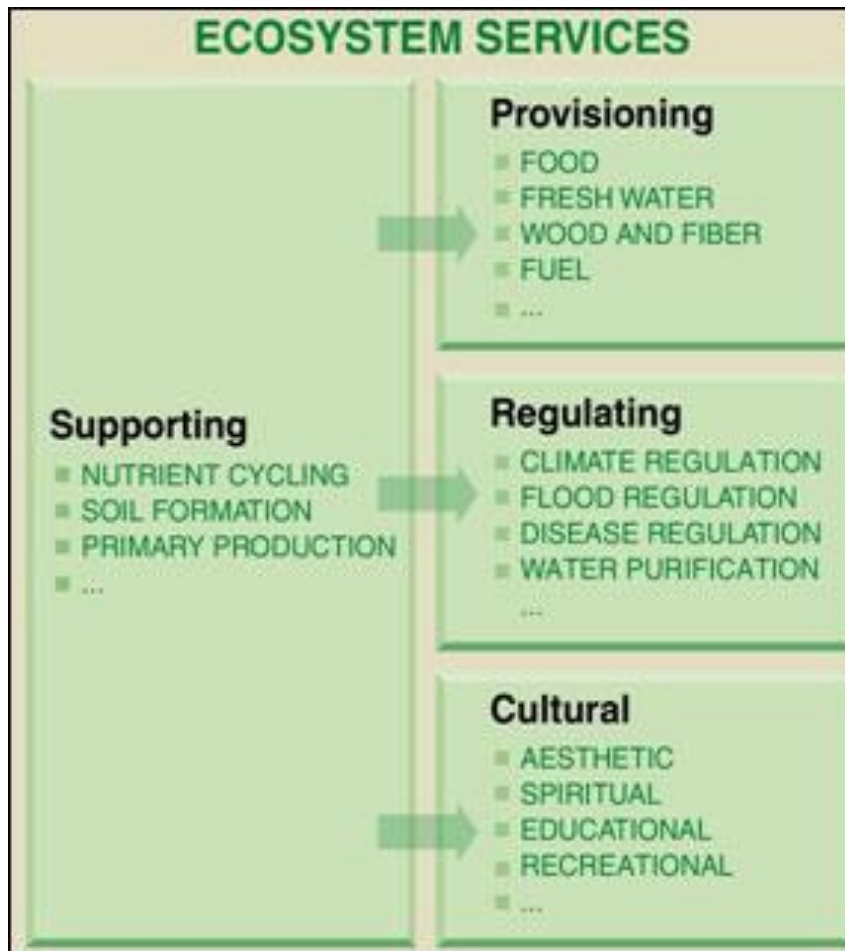 ECOSYSTEM SERVICES
Supporting
NUTRIENT CYCLING
SOIL FORMATION
PRIMARY PRODUCTION
...
Provisioning
FOOD
FRESH WATER
WOOD AND FIBER
FUEL
...
Regulating
CLIMATE REGULATION
FLOOD REGULATION
DISEASE REGULATION
WATER PURIFICATION
...
Cultural
AESTHETIC
SPIRITUAL
EDUCATIONAL
RECREATIONAL
...